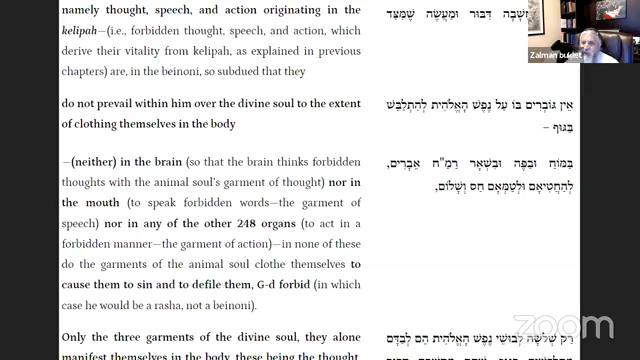 namely thought, speech, and action originating in the
kelipah—(i.e., forbidden thought, speech, and action, which
derive their vitality from kelipah, as explained in previous
chapters) are, in the beinoni, so subdued that they
do not prevail within him over the divine soul to the extent
of clothing themselves in the body
—(neither) in the brain (so that the brain thinks forbidden
thoughts with the animal soul's garment of thought) nor in
the mouth (to speak forbidden words—the garment of
speech) nor in any of the other 248 organs (to act in a
forbidden manner—the garment of action)—in none of these
do the garments of the animal soul clothe themselves to
cause them to sin and to defile them, G-d forbid (in which
case he would be a rasha, not a beinoni).
Only the three garments of the divine soul, they alone
manifest themselves in the body, these being the thought,
דִּבּוּר וּמַעֲשֶׂה שֶׁמִּצַּד
אֵין גּוֹבְרִים בּוֹ עַל נֶפֶשׁ הָאֱלֹהִית לְהִתְלַבֵּשׁ
בַּגּוּף –
בַּמּוֹחַ וּבַפֶּה וּבִשְׁאָר רַמַ"ח אֵבָרִים,
לְהַחֲטִיאָם וּלְטַמְּאָם חַס וְשָׁלוֹם,
רַק שְׁלֹשָׁה לְבוּשֵׁי נֶפֶשׁ הָאֱלֹהִית הֵם לְבַדָּם
Zalman
zoom